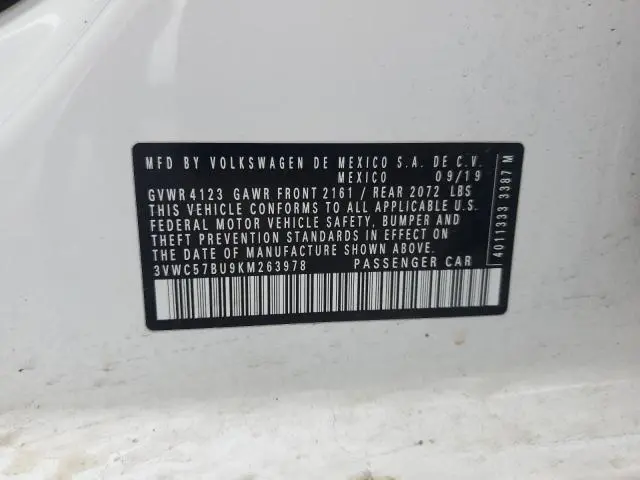 MFD BY VOLKSWAGEN DE MEXICO S.A. DE C.V.
MEXICO 09/19
GVWR 4123 GAWR FRONT 2161 / REAR 2072 LBS
THIS VEHICLE CONFORMS TO ALL APPLICABLE U.S.
FEDERAL MOTOR VEHICLE SAFETY, BUMPER AND
THEFT PREVENTION STANDARDS IN EFFECT ON
THE DATE OF MANUFACTURE SHOWN ABOVE.
3VWC57BU9KM263978 PASSENGER CAR
4011333 3387 M